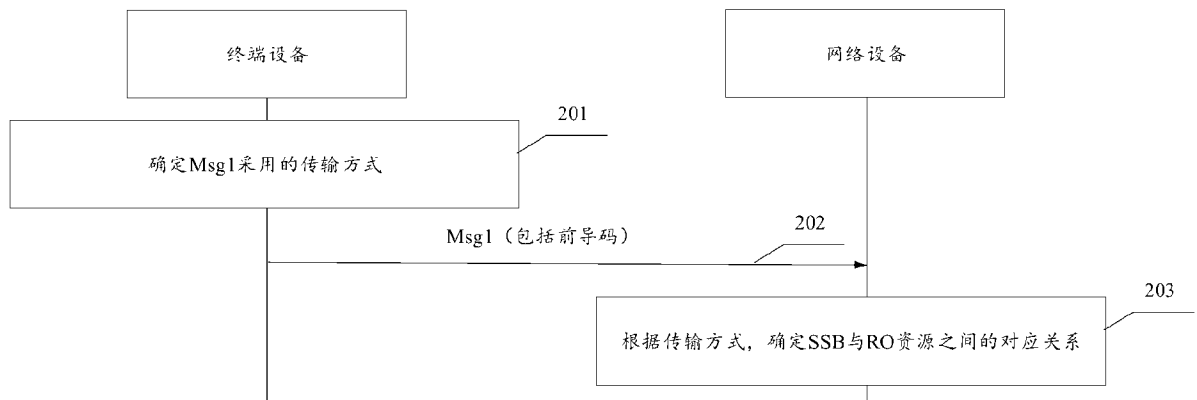 终端设备
网络设备
201
确定Msg1采用的传输方式
Msg1（包括前导码）
202
203
根据传输方式，确定SSB与RO资源之间的对应关系